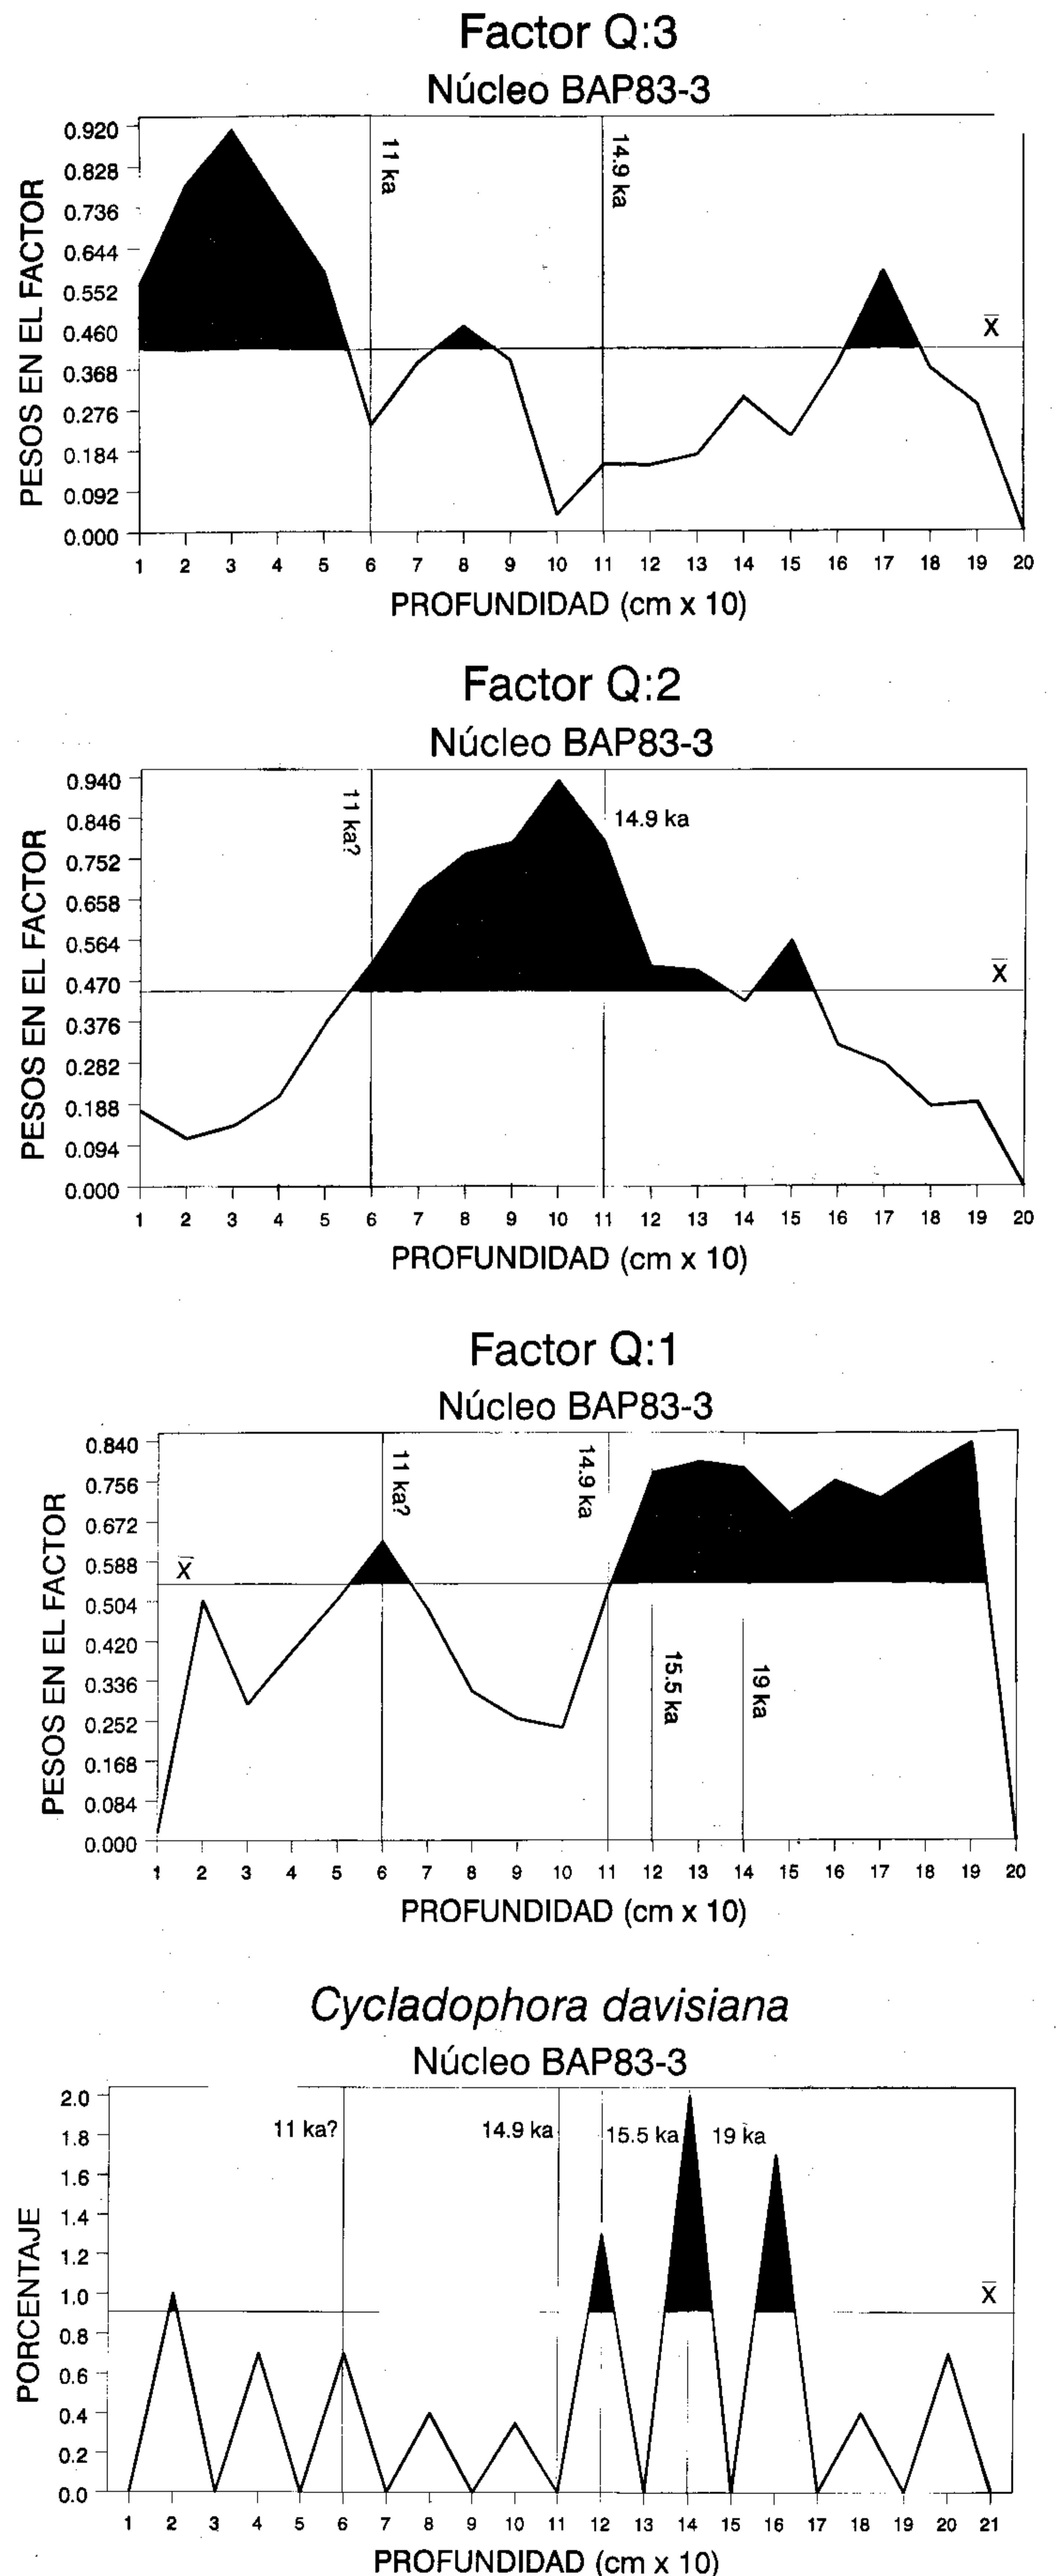 Factor Q:3
Núcleo BAP83-3
PESOS EN EL FACTOR
0.920
0.828
0.736
0.644
0.552
0.460
0.368
0.276
0.184
0.092
0.000
11 ka
14.9 ka
X̅
1 2 3 4 5 6 7 8 9 10 11 12 13 14 15 16 17 18 19 20
PROFUNDIDAD (cm x 10)
Factor Q:2
Núcleo BAP83-3
PESOS EN EL FACTOR
0.940
0.846
0.752
0.658
0.564
0.470
0.376
0.282
0.188
0.094
0.000
11 ka?
14.9 ka
X̅
1 2 3 4 5 6 7 8 9 10 11 12 13 14 15 16 17 18 19 20
PROFUNDIDAD (cm x 10)
Factor Q:1
Núcleo BAP83-3
PESOS EN EL FACTOR
0.840
0.756
0.672
0.588
0.504
0.420
0.336
0.252
0.168
0.084
0.000
X̅
11 ka?
14.9 ka
15.5 ka
19 ka
1 2 3 4 5 6 7 8 9 10 11 12 13 14 15 16 17 18 19 20
PROFUNDIDAD (cm x 10)
Cycladophora davisiana
Núcleo BAP83-3
PORCENTAJE
2.0
1.8
1.6
1.4
1.2
1.0
0.8
0.6
0.4
0.2
0.0
11 ka?
14.9 ka
15.5 ka
19 ka
X̅
1 2 3 4 5 6 7 8 9 10 11 12 13 14 15 16 17 18 19 20 21
PROFUNDIDAD (cm x 10)